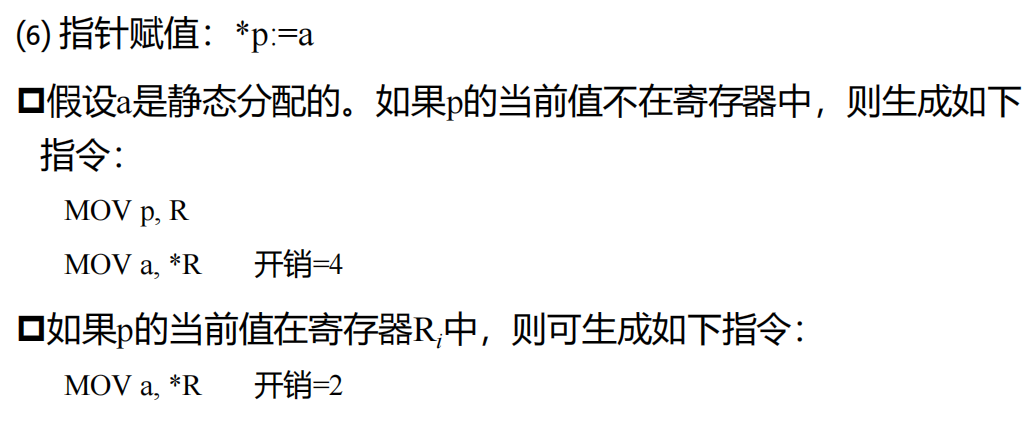 (6) 指针赋值：*p:=a
假设a是静态分配的。如果p的当前值不在寄存器中，则生成如下
指令：
MOV p, R
MOV a, *R 开销=4
如果p的当前值在寄存器Ri中，则可生成如下指令：
MOV a, *R 开销=2